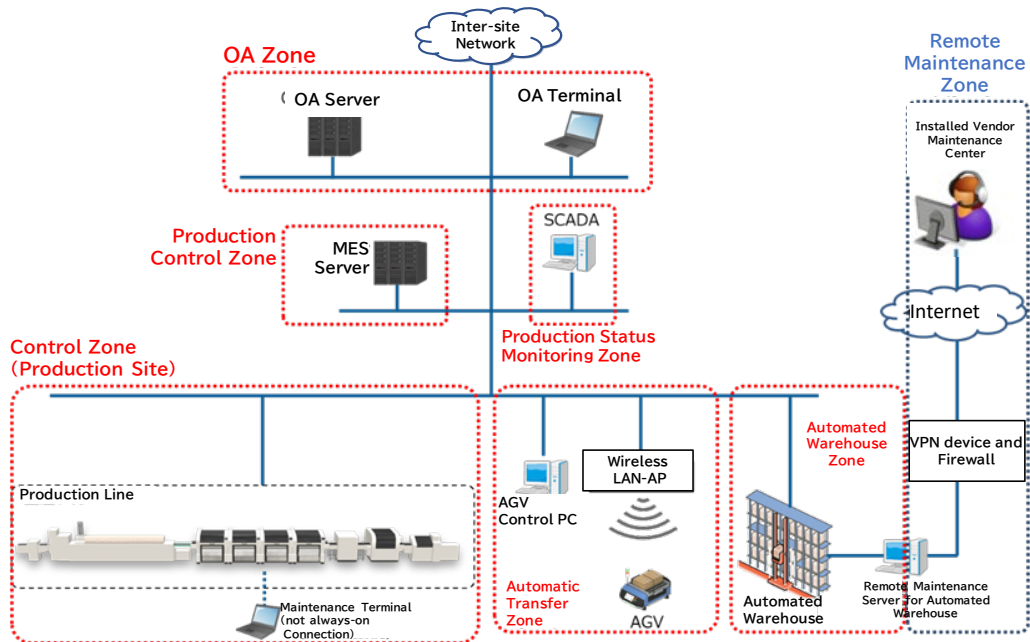 Inter-site
Network
OA Zone
OA Server
OA Terminal
Remote
Maintenance
Zone
Installed Vendor
Maintenance
Center
Production
Control Zone
MES
Server
SCADA
Production Status
Monitoring Zone
Internet
Control Zone
(Production Site)
Automated
Warehouse
Zone
VPN device and
Firewall
Production Line
AGV
Control PC
Wireless
LAN-AP
Automatic
Transfer
Zone
AGV
Automated
Warehouse
Remote Maintenance
Server for Automated
Warehouse
Maintenance Terminal
(not always-on
Connection)